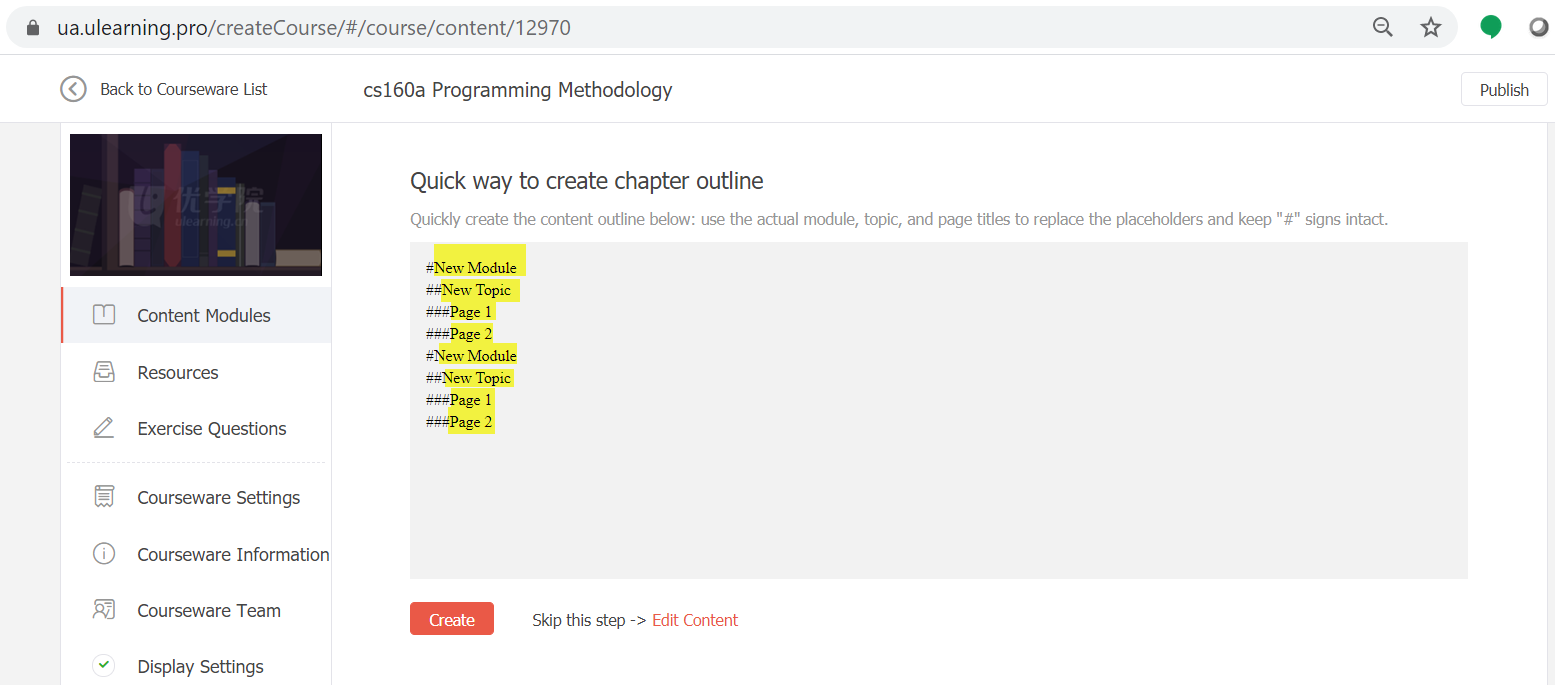 ua.ulearning.pro/createCourse/#/course/content/12970
Back to Courseware List
cs160a Programming Methodology
Publish
优学院
ulearning.cn
Content Modules
Resources
Exercise Questions
Courseware Settings
Courseware Information
Courseware Team
Display Settings
Quick way to create chapter outline
Quickly create the content outline below: use the actual module, topic, and page titles to replace the placeholders and keep "#" signs intact.
#New Module
##New Topic
###Page 1
###Page 2
#New Module
##New Topic
###Page 1
###Page 2
Create
Skip this step -> Edit Content